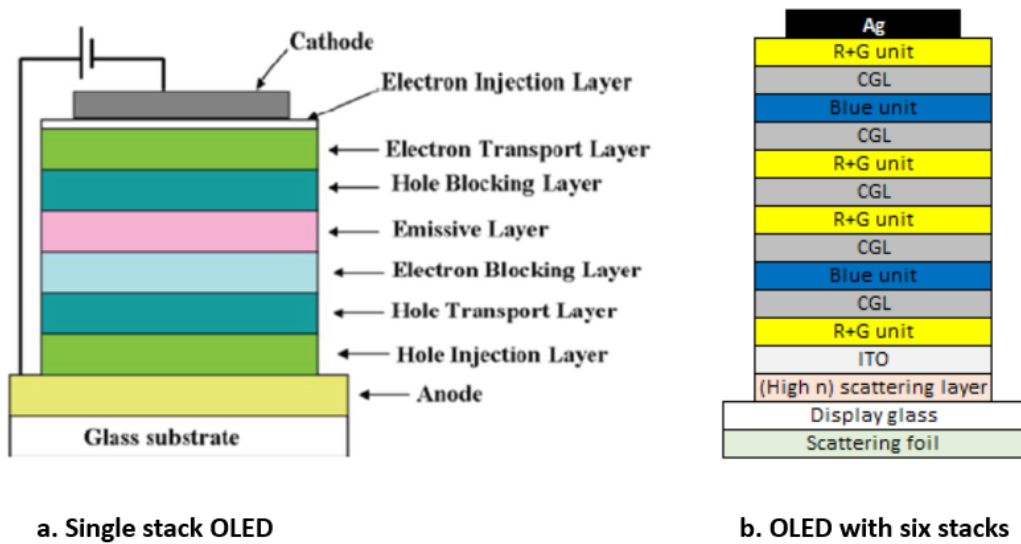 Cathode
Electron Injection Layer
Electron Transport Layer
Hole Blocking Layer
Emissive Layer
Electron Blocking Layer
Hole Transport Layer
Hole Injection Layer
Anode
Glass substrate
a. Single stack OLED
Ag
R+G unit
CGL
Blue unit
CGL
R+G unit
CGL
R+G unit
CGL
Blue unit
CGL
R+G unit
ITO
(High n) scattering layer
Display glass
Scattering foil
b. OLED with six stacks